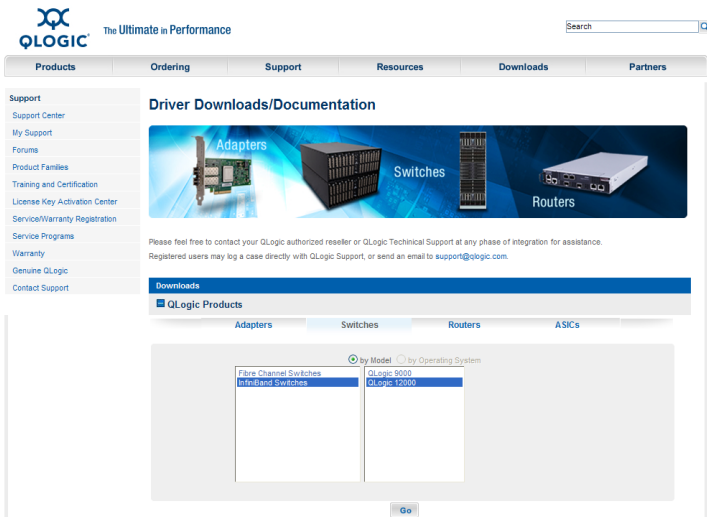 QLOGIC
The Ultimate in Performance
Search
Products Ordering Support Resources Downloads Partners
Support
Support Center
My Support
Forums
Product Families
Training and Certification
License Key Activation Center
Service/Warranty Registration
Service Programs
Warranty
Genuine QLogic
Contact Support
Driver Downloads/Documentation
Adapters
Switches
Routers
Please feel free to contact your QLogic authorized reseller or QLogic Techinical Support at any phase of integration for assistance.
Registered users may log a case directly with QLogic Support, or send an email to support@qlogic.com.
Downloads
QLogic Products
Adapters Switches Routers ASICs
by Model by Operating System
Fibre Channel Switches
InfiniBand Switches
QLogic 9000
QLogic 12000
Go